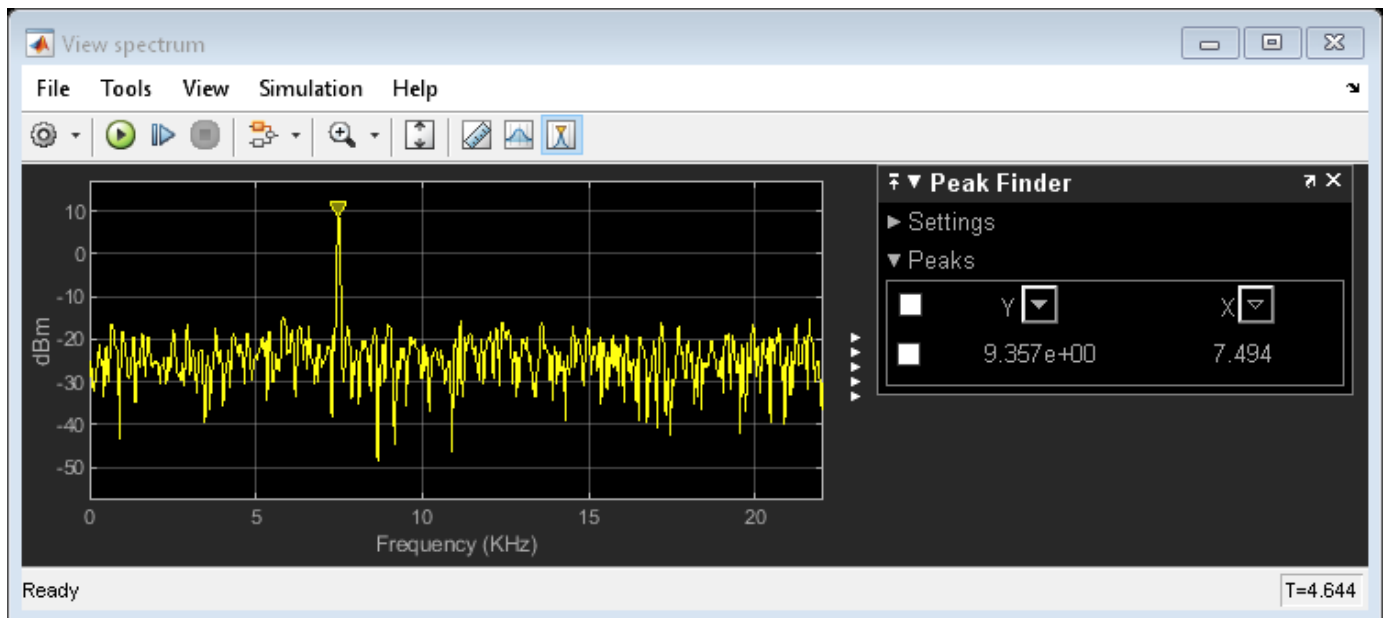 View spectrum
File Tools View Simulation Help
Peak Finder
Settings
Peaks
Y X
9.357e+00 7.494
10
0
-10
-20
-30
-40
-50
dBm
0 5 10 15 20
Frequency (KHz)
Ready T=4.644